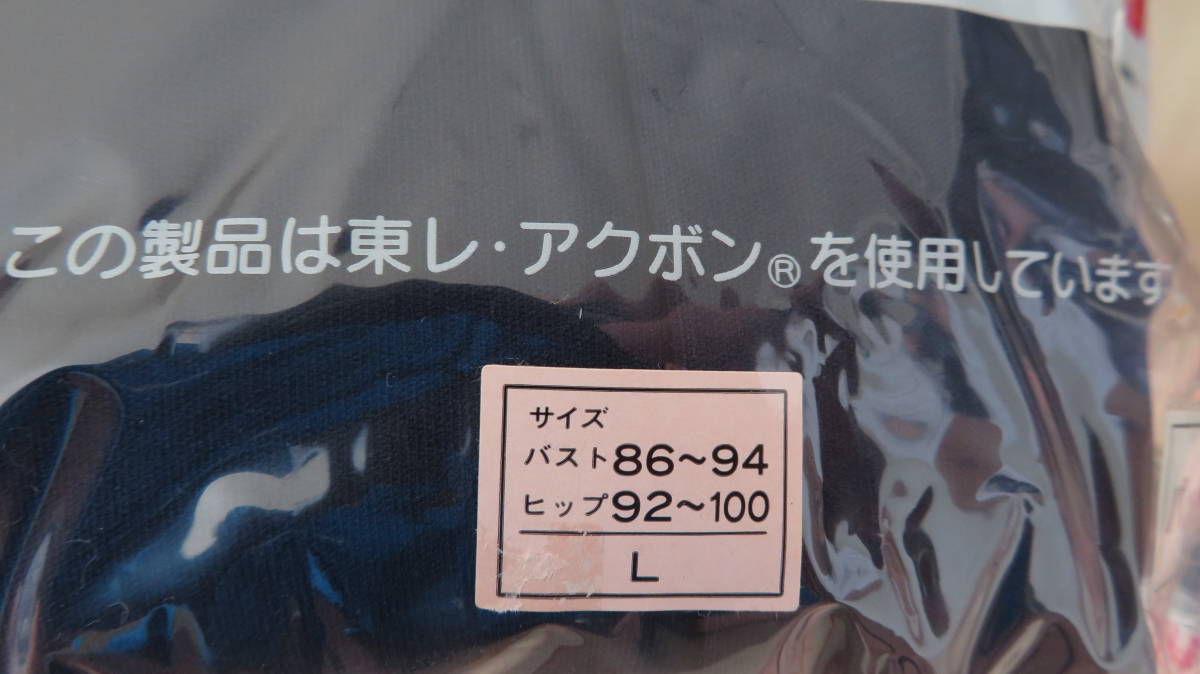 この製品は東レ・アクボン®を使用しています
サイズ
バスト86～94
ヒップ92～100
L